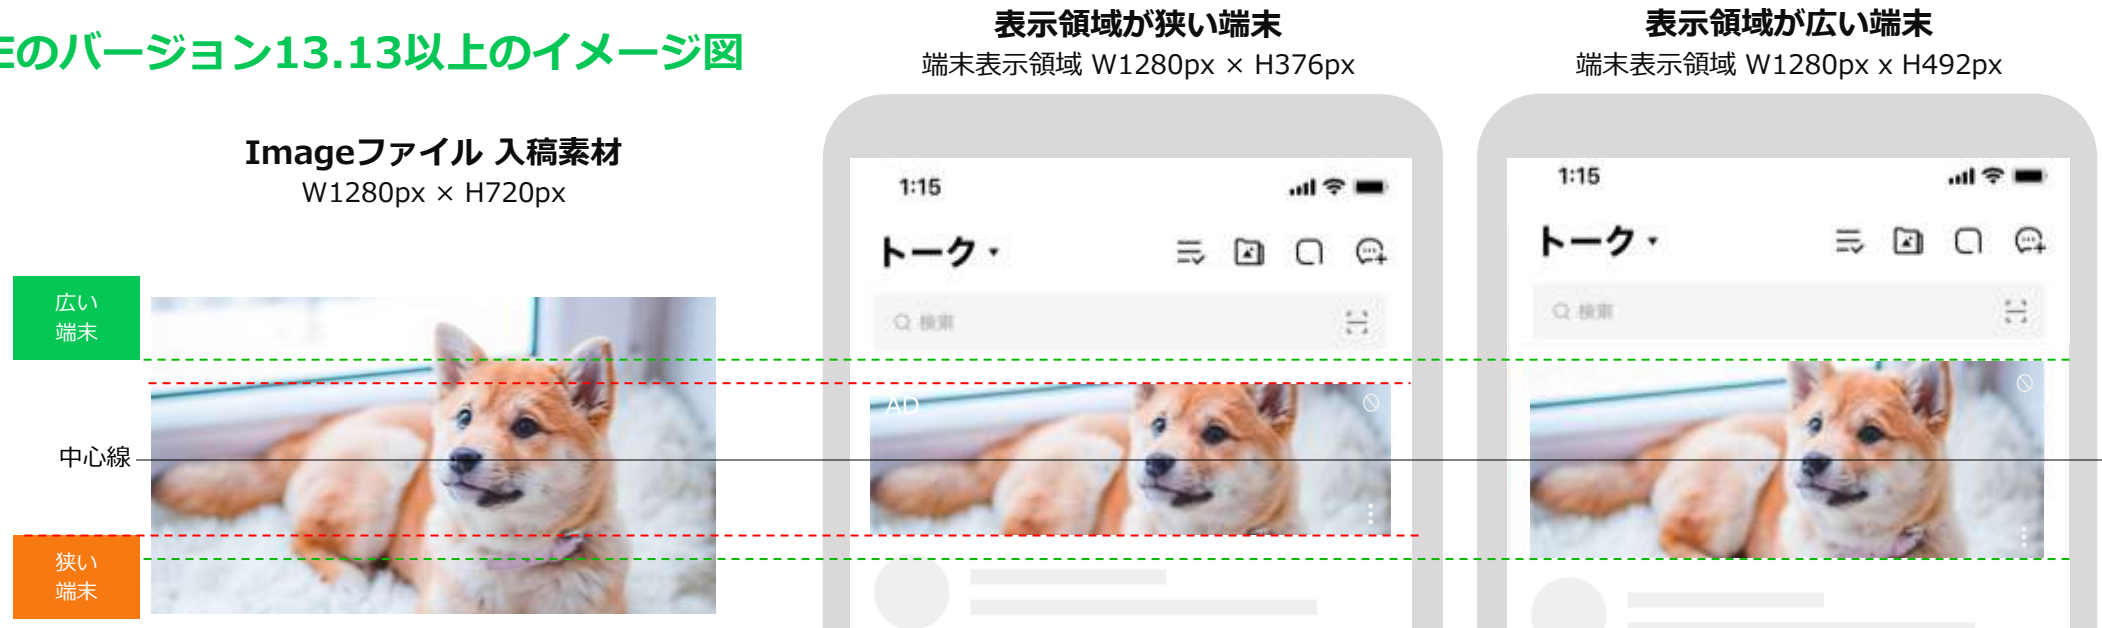 のバージョン13.13以上のイメージ図
Imageファイル 入稿素材
W1280px × H720px
広い
端末
中心線
狭い
端末
表示領域が狭い端末
端末表示領域 W1280px × H376px
1:15
トーク
検索
AD
表示領域が広い端末
端末表示領域 W1280px x H492px
1:15
トーク
検索